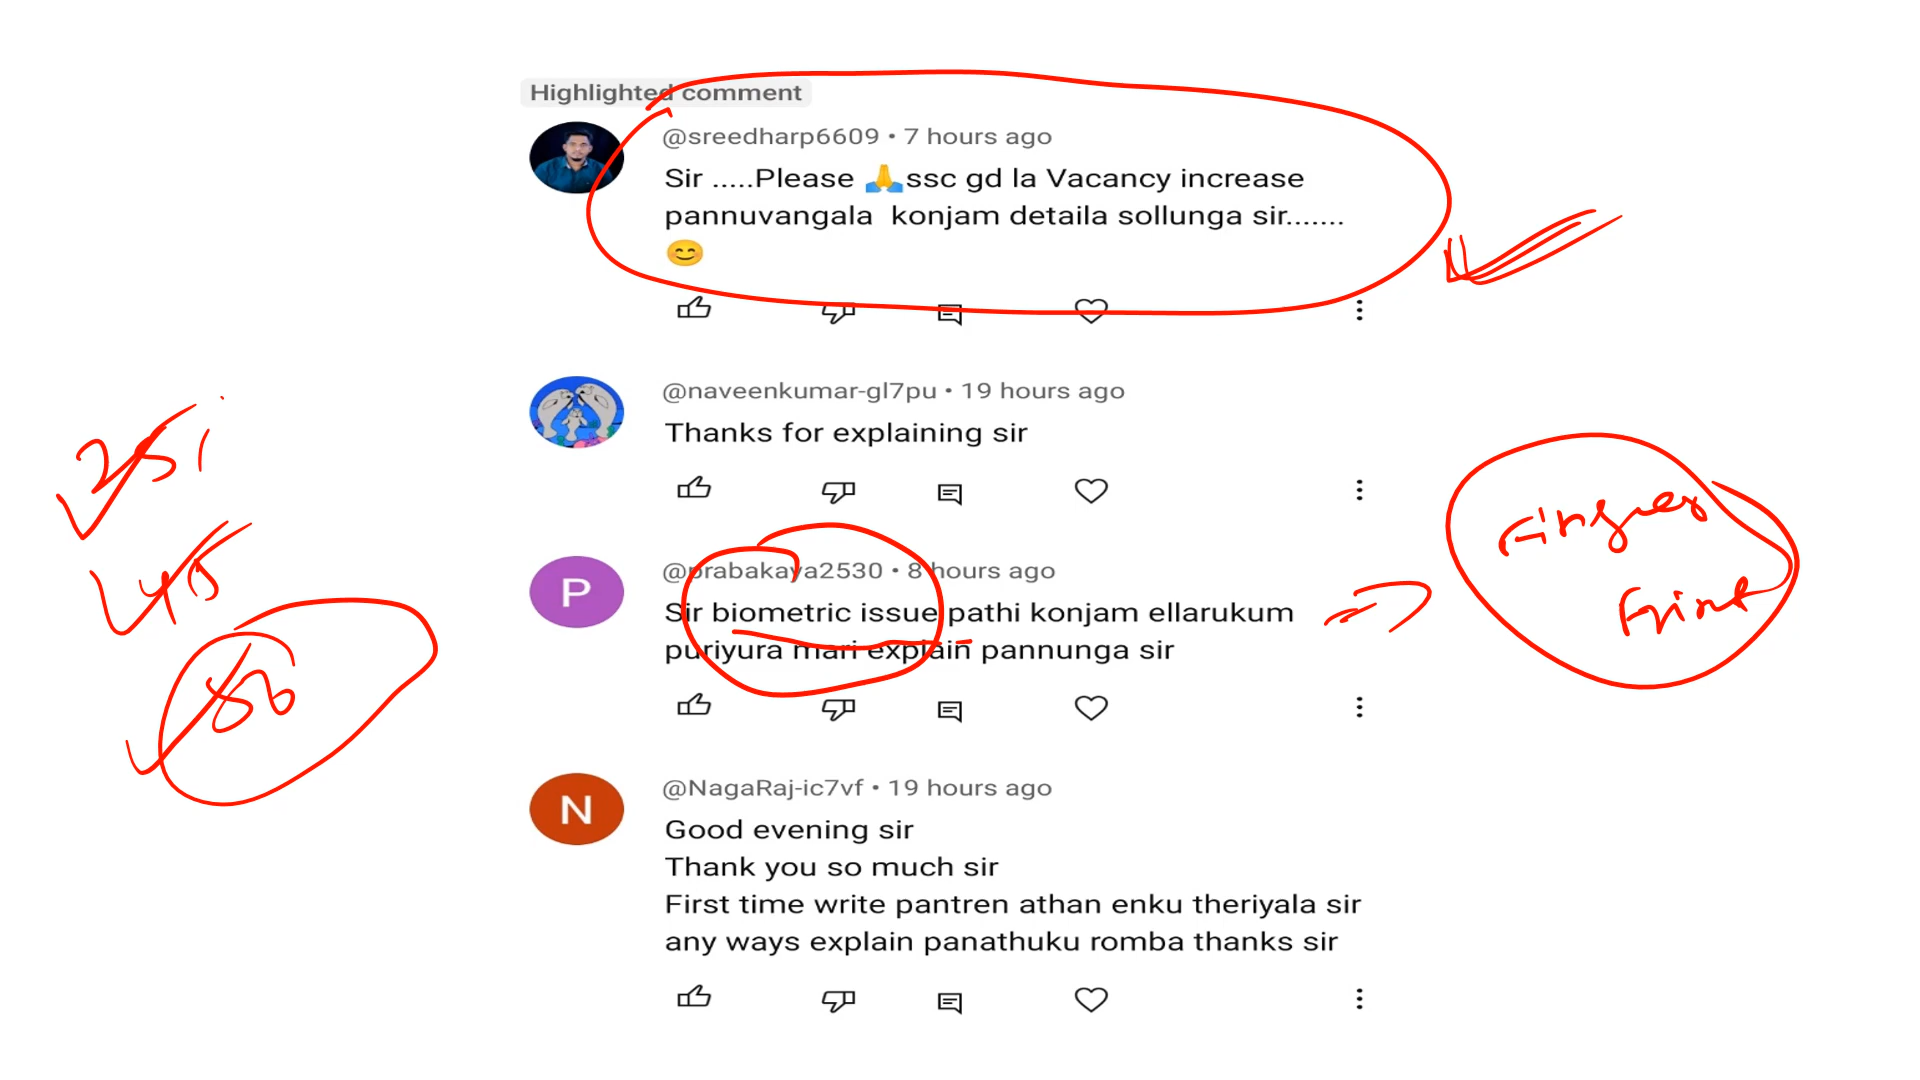 Highlighted comment
@sreedharp6609 • 7 hours ago
Sir .....Please 🙏ssc gd la Vacancy increase
pannuvangala konjam detaila sollunga sir.......
😊
@naveenkumar-gl7pu • 19 hours ago
Thanks for explaining sir
P
@prabakaya2530 • 8 hours ago
Sir biometric issue pathi konjam ellarukum
puriyura mari explain pannunga sir
N
@NagaRaj-ic7vf • 19 hours ago
Good evening sir
Thank you so much sir
First time write pantren athan enku theriyala sir
any ways explain panathuku romba thanks sir
45